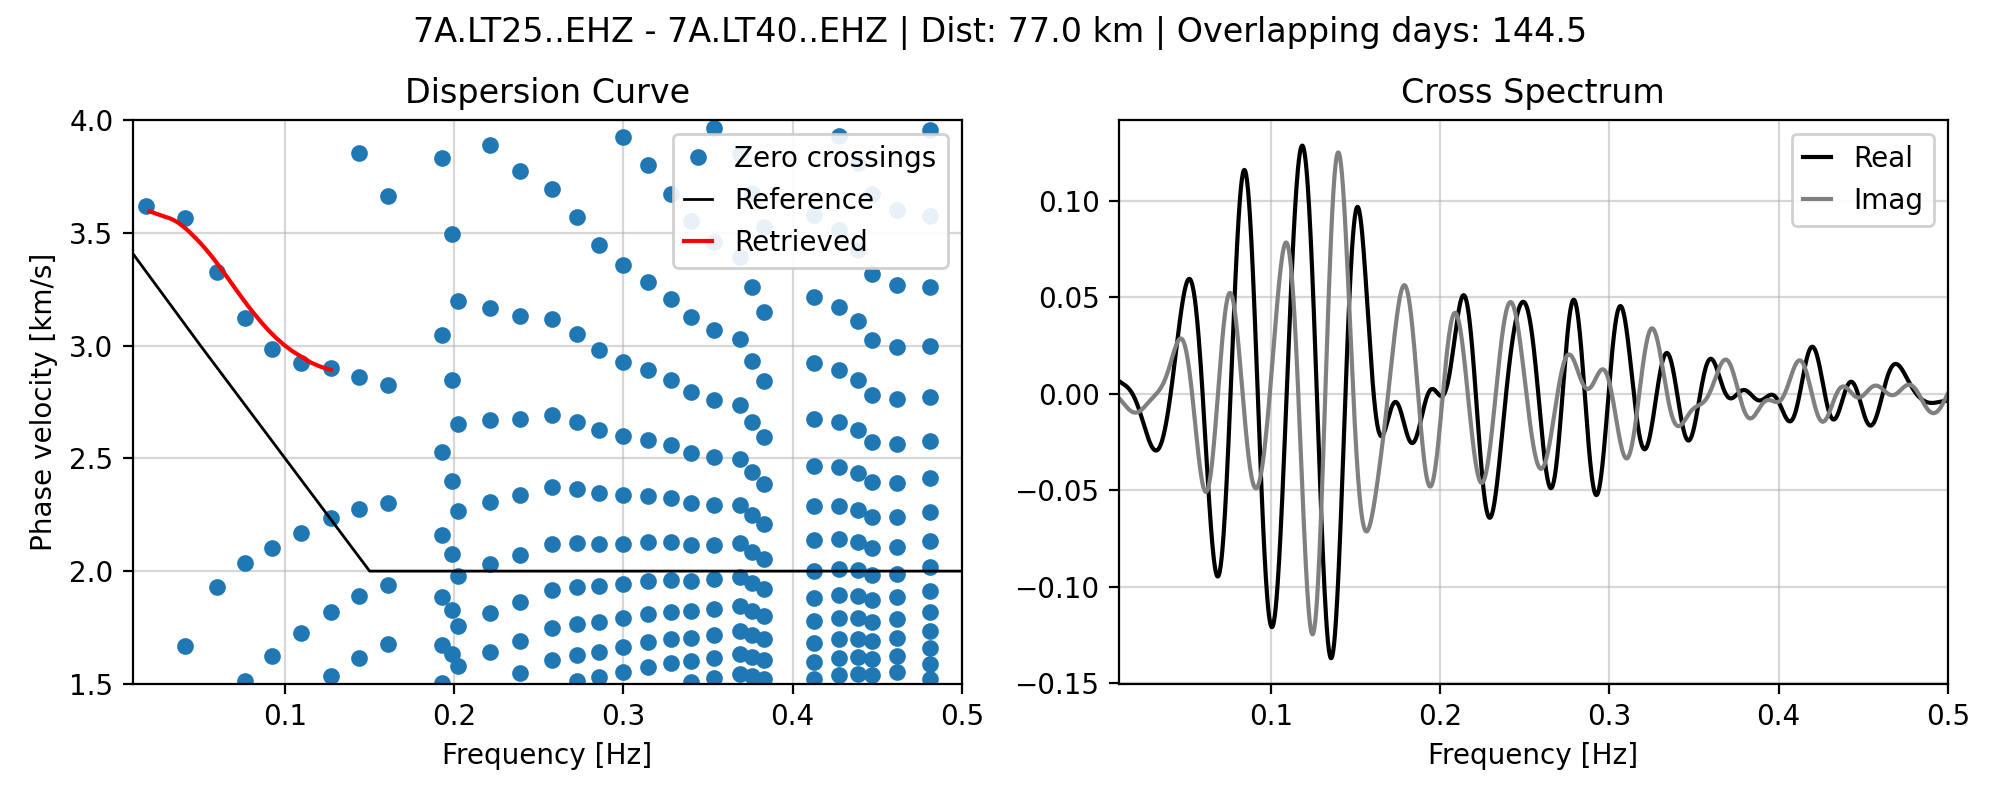 7A.LT25..EHZ - 7A.LT40..EHZ | Dist: 77.0 km | Overlapping days: 144.5
Dispersion Curve
Phase velocity [km/s]
4.0
3.5
3.0
2.5
2.0
1.5
Zero crossings
Reference
Retrieved
0.1 0.2 0.3 0.4 0.5
Frequency [Hz]
Cross Spectrum
0.10
0.05
0.00
−0.05
−0.10
−0.15
Real
Imag
0.1 0.2 0.3 0.4 0.5
Frequency [Hz]